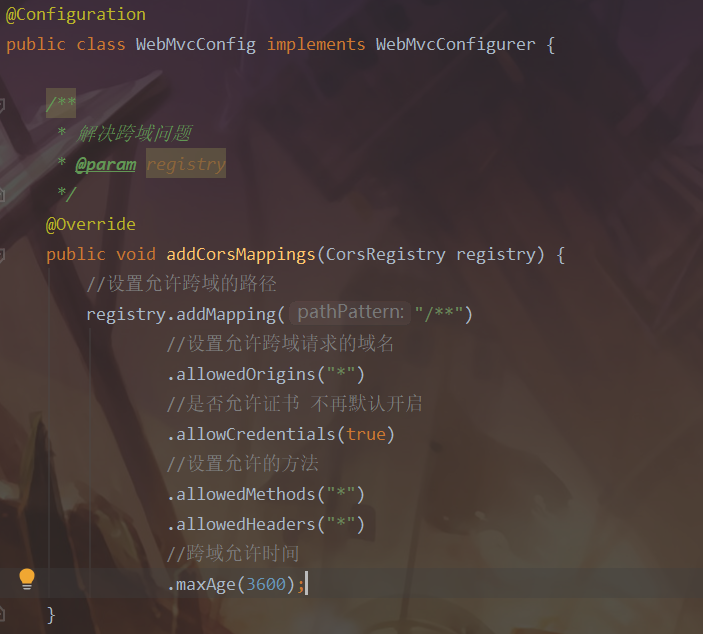 @Configuration
public class WebMvcConfig implements WebMvcConfigurer {
/**
* 解决跨域问题
* @param registry
*/
@Override
public void addCorsMappings(CorsRegistry registry) {
//设置允许跨域的路径
registry.addMapping( pathPattern: "/**")
//设置允许跨域请求的域名
.allowedOrigins("*")
//是否允许证书 不再默认开启
.allowCredentials(true)
//设置允许的方法
.allowedMethods("*")
.allowedHeaders("*")
//跨域允许时间
.maxAge(3600);
}